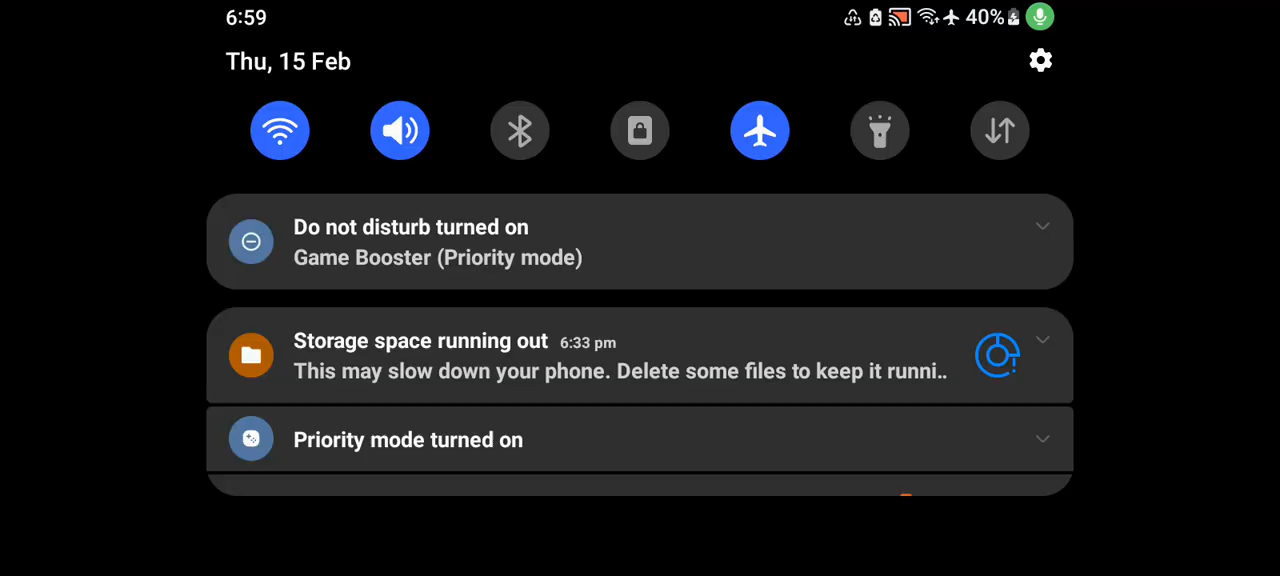 6:59
40%
Thu, 15 Feb
Do not disturb turned on
Game Booster (Priority mode)
Storage space running out 6:33 pm
This may slow down your phone. Delete some files to keep it runni..
Priority mode turned on